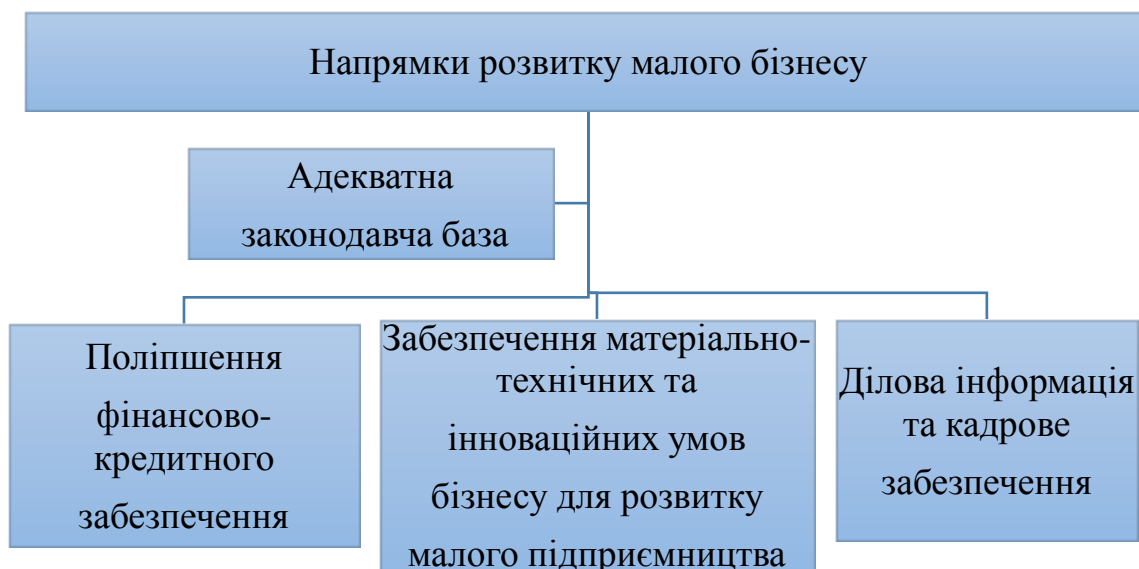 Напрямки розвитку малого бізнесу
Адекватна
законодавча база
Поліпшення
фінансово-
кредитного
забезпечення
Забезпечення матеріально-
технічних та
інноваційних умов
бізнесу для розвитку
малого підприємництва
Ділова інформація
та кадрове
забезпечення